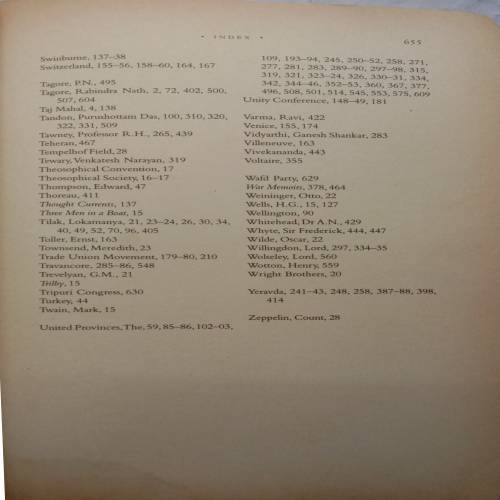 • INDEX •
655
Swinburne, 137–38
Switzerland, 155–56, 158–60, 164, 167
Tagore, P.N., 495
Tagore, Rabindra Nath, 2, 72, 402, 500,
507, 604
Taj Mahal, 4, 138
Tandon, Purushottam Das, 100, 310, 320,
322, 331, 509
Tawney, Professor R.H., 265, 439
Teheran, 467
Tempelhof Field, 28
Tewary, Venkatesh Narayan, 319
Theosophical Convention, 17
Theosophical Society, 16–17
Thompson, Edward, 47
Thoreau, 411
Thought Currents, 137
Three Men in a Boat, 15
Tilak, Lokamanya, 21, 23–24, 26, 30, 34,
40, 49, 52, 70, 96, 405
Toller, Ernst, 163
Townsend, Meredith, 23
Trade Union Movement, 179–80, 210
Travancore, 285–86, 548
Trevelyan, G.M., 21
Trilby, 15
Tripuri Congress, 630
Turkey, 44
Twain, Mark, 15
United Provinces, The, 59, 85–86, 102–03,
109, 193–94, 245, 250–52, 258, 271,
277, 281, 283, 289–90, 297–98, 315,
319, 321, 323–24, 326, 330–31, 334,
342, 344–46, 352–53, 360, 367, 377,
496, 508, 501, 514, 545, 553, 575, 609
Unity Conference, 148–49, 181
Varma, Ravi, 422
Venice, 155, 174
Vidyarthi, Ganesh Shankar, 283
Villeneuve, 163
Vivekananda, 443
Voltaire, 355
Wafd Party, 629
War Memoirs, 378, 464
Weininger, Otto, 22
Wells, H.G., 15, 127
Wellington, 90
Whitehead, Dr A.N., 429
Whyte, Sir Frederick, 444, 447
Wilde, Oscar, 22
Willingdon, Lord, 297, 334–35
Wolseley, Lord, 560
Wotton, Henry, 559
Wright Brothers, 20
Yeravda, 241–43, 248, 258, 387–88, 398,
414
Zeppelin, Count, 28